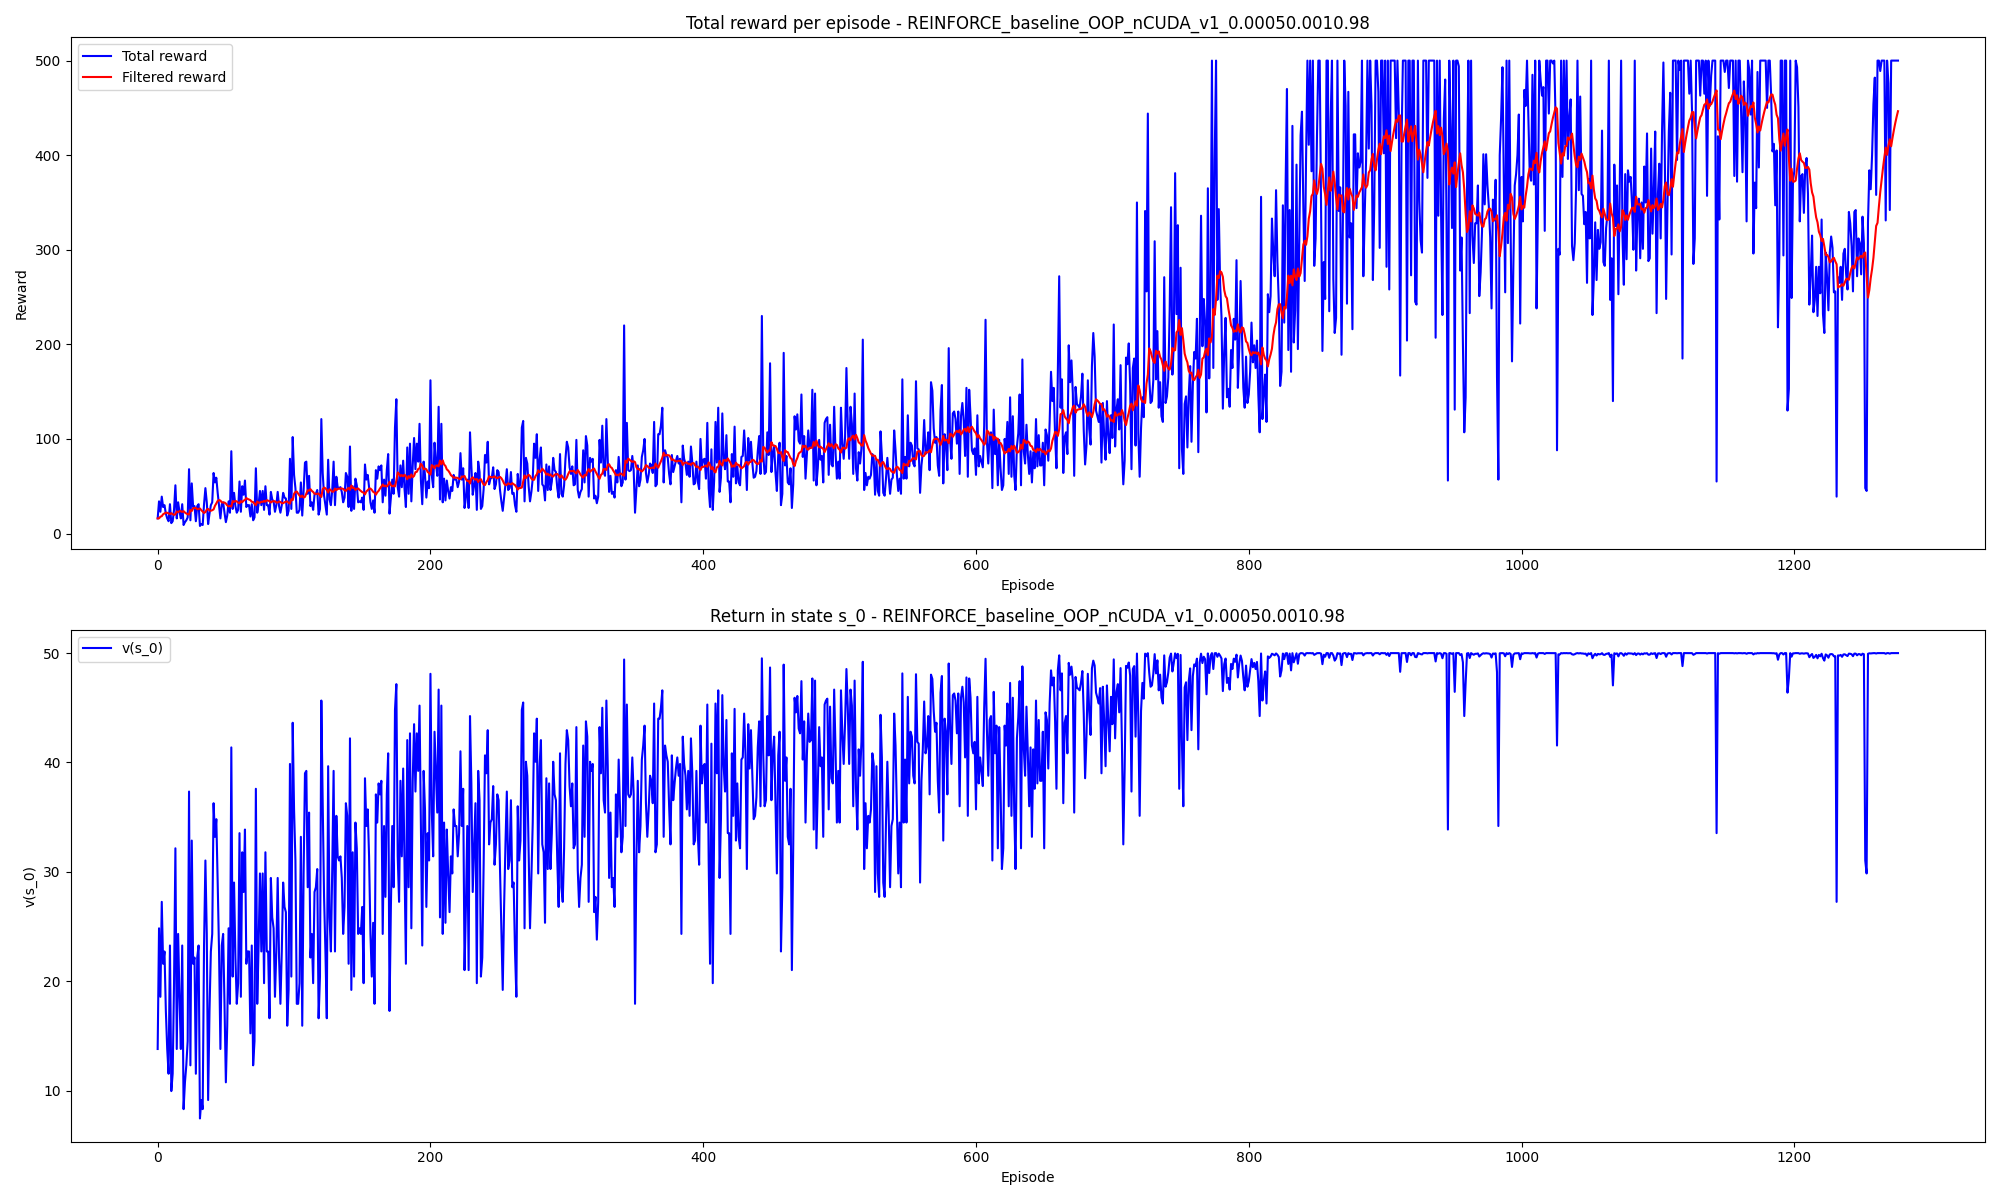 Total reward per episode - REINFORCE_baseline_OOP_nCUDA_v1_0.00050.0010.98
Total reward
Filtered reward
500
400
300
200
100
0
Reward
0 200 400 600 800 1000 1200
Episode
Return in state s_0 - REINFORCE_baseline_OOP_nCUDA_v1_0.00050.0010.98
v(s_0)
50
40
30
20
10
v(s_0)
0 200 400 600 800 1000 1200
Episode